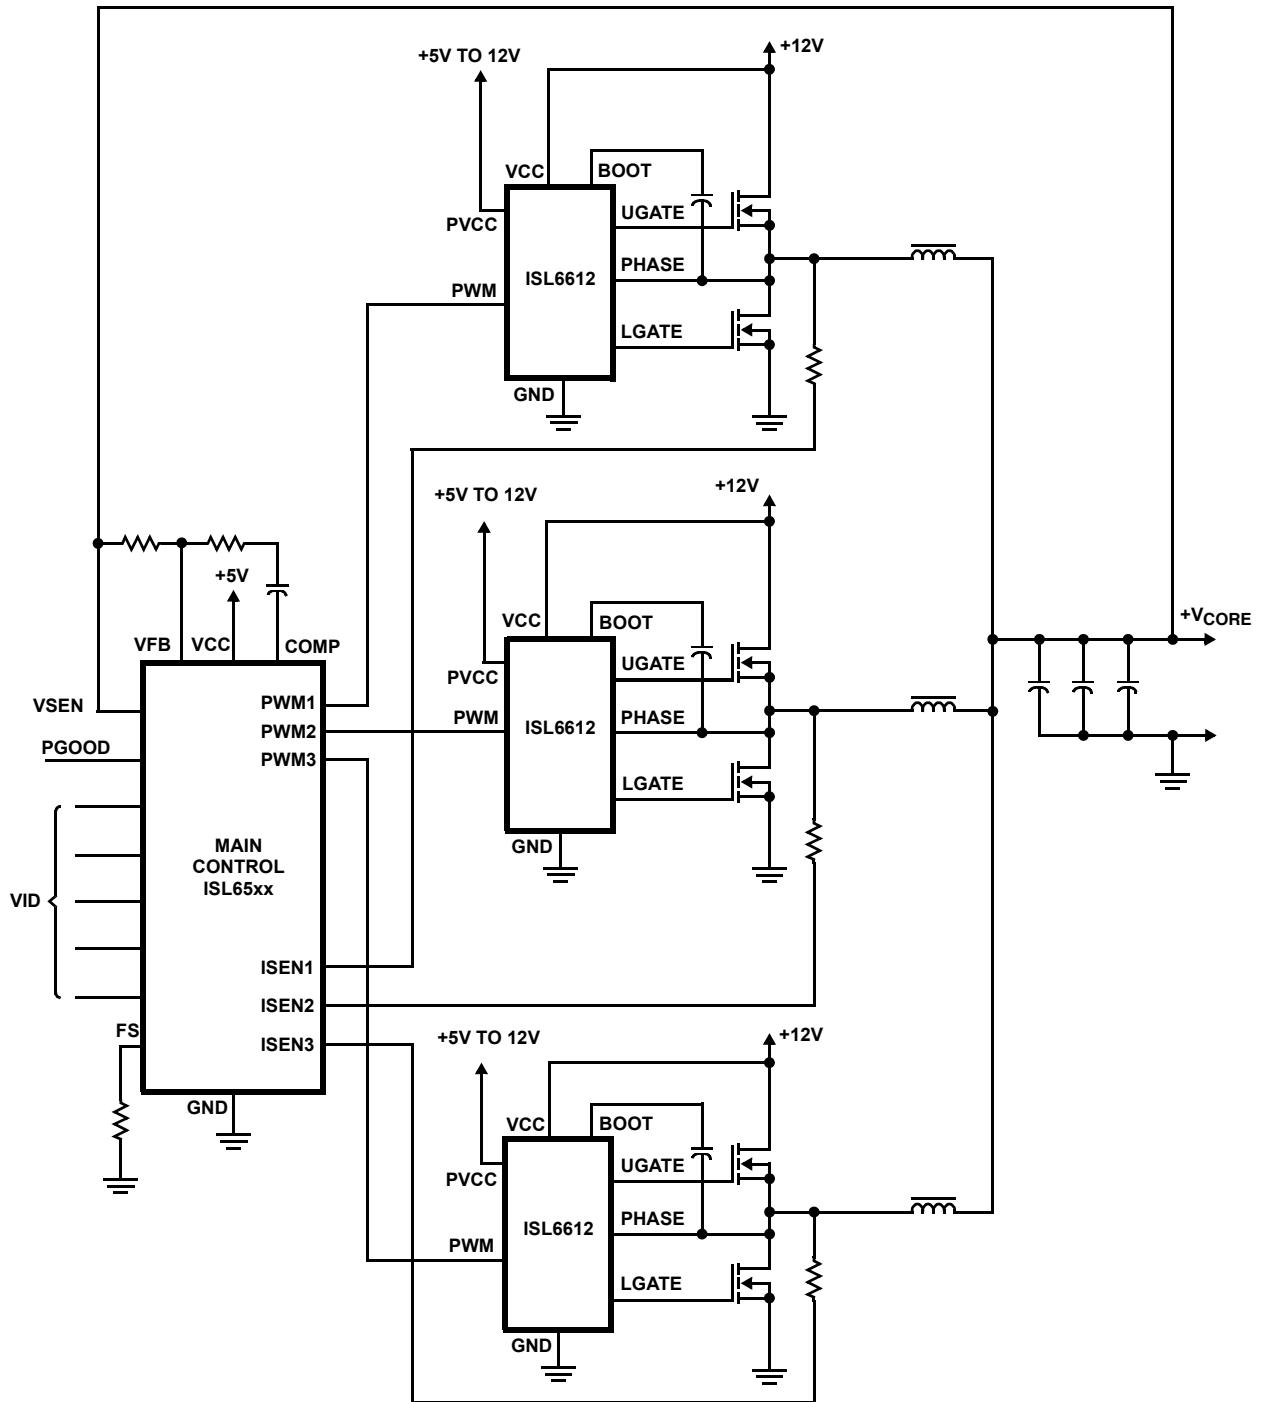 +5V TO 12V
+12V
VCC
BOOT
UGATE
PVCC
PHASE
ISL6612
PWM
LGATE
GND
+5V TO 12V
+12V
+5V
VCC
BOOT
+VCORE
VFB
VCC
COMP
UGATE
PVCC
VSEN
PWM1
PWM
PHASE
ISL6612
PWM2
PGOOD
PWM3
LGATE
MAIN
CONTROL
ISL65xx
GND
VID
ISEN1
ISEN2
FS
ISEN3
+5V TO 12V
+12V
GND
VCC
BOOT
UGATE
PVCC
PHASE
ISL6612
PWM
LGATE
GND